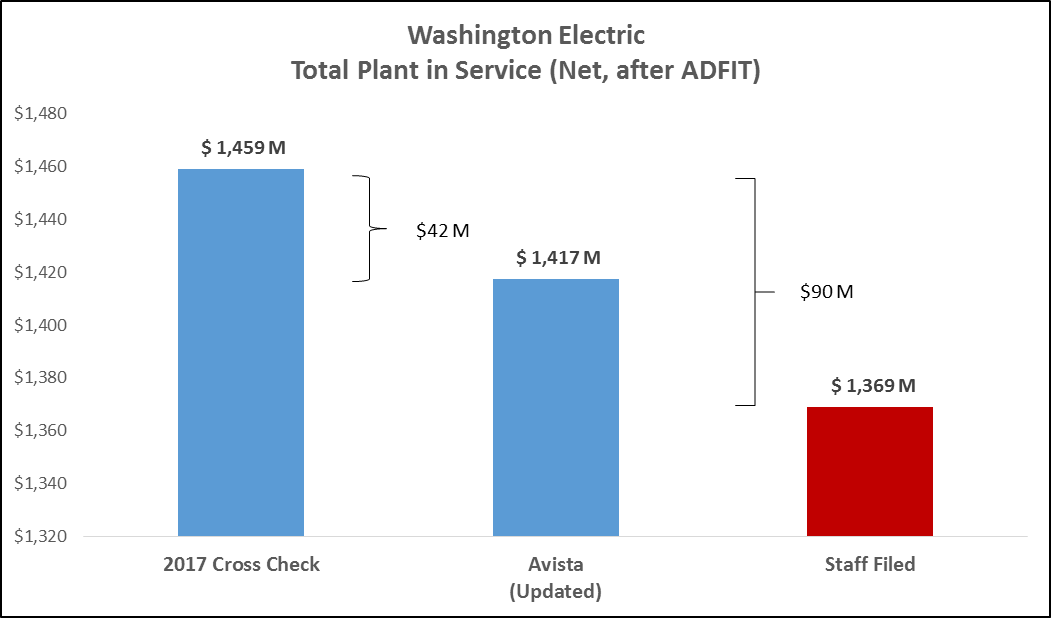 Washington Electric
Total Plant in Service (Net, after ADFIT)
$1,480
$1,460
$1,440
$1,420
$1,400
$1,380
$1,360
$1,340
$1,320
$ 1,459 M
$42 M
$ 1,417 M
$90 M
$ 1,369 M
2017 Cross Check
Avista
(Updated)
Staff Filed